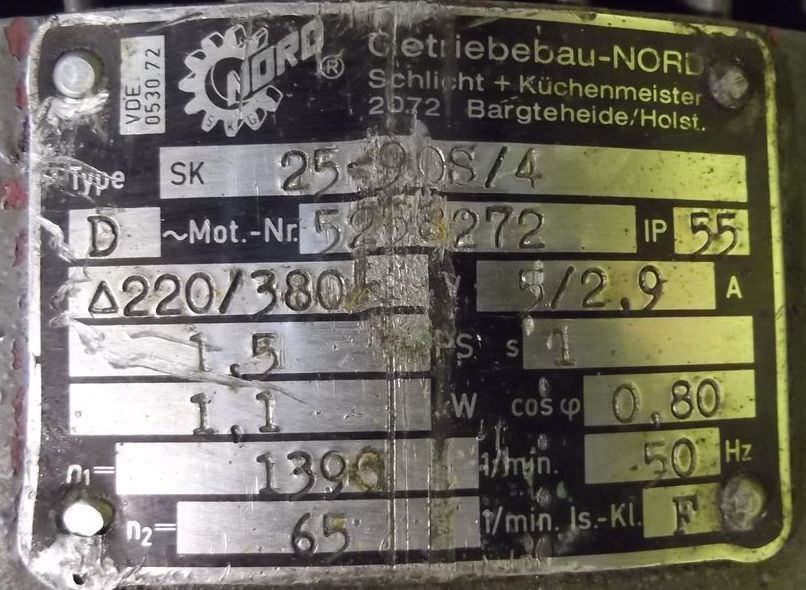 VDE 0530.72
NORD
SKG
®
Getriebebau-NORD
Schlicht + Küchenmeister
2072 Bargteheide/Holst.
Type SK 25-90S/4
D ~Mot.-Nr. IP 55
Δ220/380 V 5/2,9 A
1,5 PS S 1
1,1 W cos φ 0,80
n1= 1390 1/min. 50 Hz
n2= 65 1/min. Is.-Kl. F